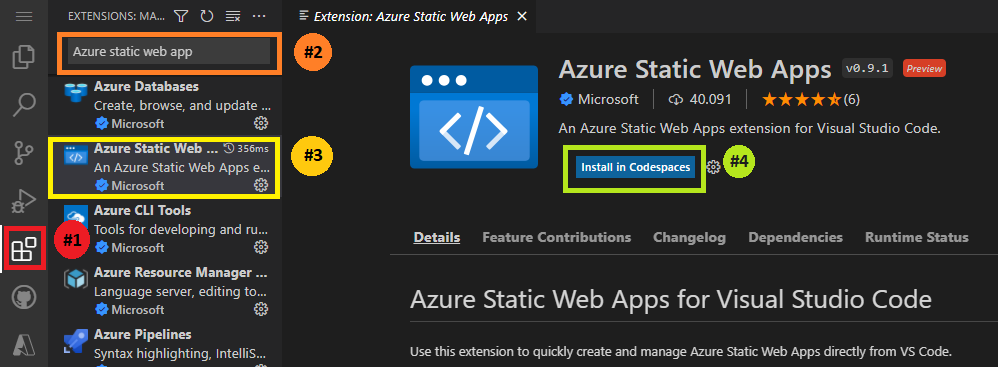 EXTENSIONS: MA...
Azure static web app
#2
Azure Databases
Create, browse, and update ...
Microsoft
Azure Static Web ... 356ms
An Azure Static Web Apps e...
Microsoft
#3
Azure CLI Tools
Tools for developing and ru...
Microsoft
#1
Azure Resource Manager ...
Language server, editing to...
Microsoft
Azure Pipelines
Syntax highlighting, IntelliS...
Extension: Azure Static Web Apps
Azure Static Web Apps v0.9.1 Preview
Microsoft 40.091 (6)
An Azure Static Web Apps extension for Visual Studio Code.
Install in Codespaces
#4
Details Feature Contributions Changelog Dependencies Runtime Status
Azure Static Web Apps for Visual Studio Code
Use this extension to quickly create and manage Azure Static Web Apps directly from VS Code.